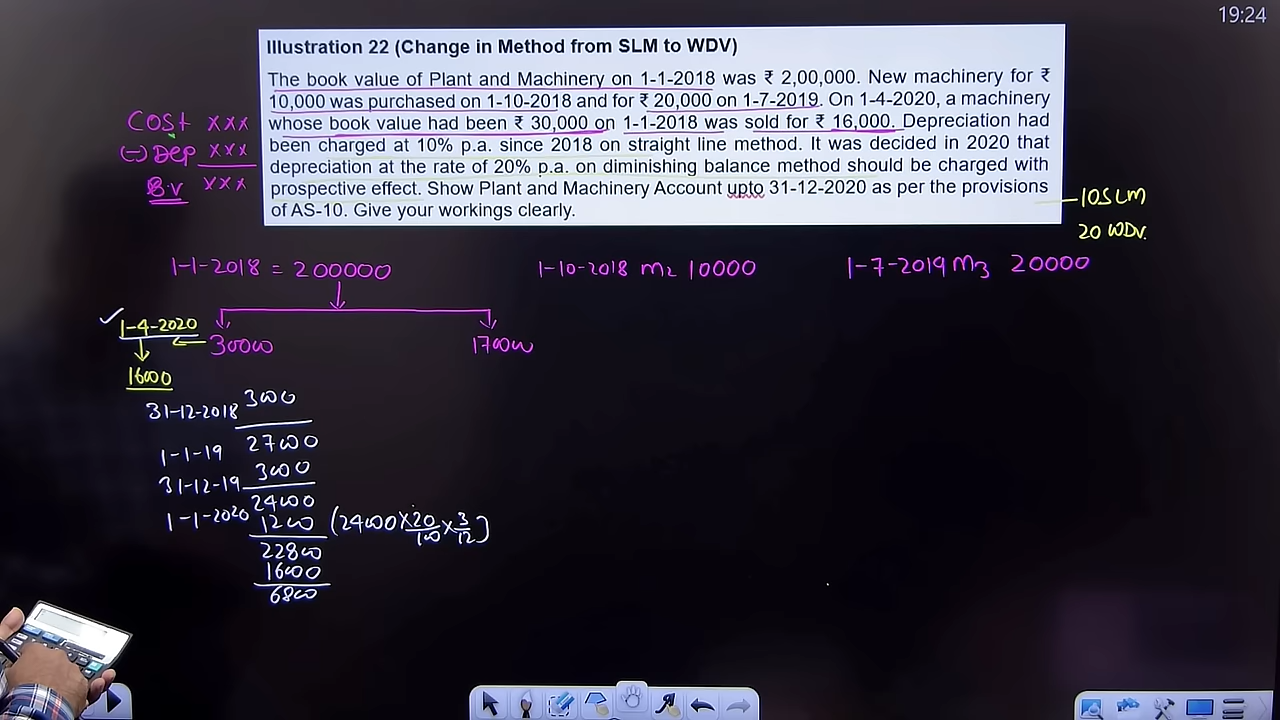 19:24
Illustration 22 (Change in Method from SLM to WDV)
The book value of Plant and Machinery on 1-1-2018 was ₹ 2,00,000. New machinery for ₹
10,000 was purchased on 1-10-2018 and for ₹ 20,000 on 1-7-2019. On 1-4-2020, a machinery
whose book value had been ₹ 30,000 on 1-1-2018 was sold for ₹ 16,000. Depreciation had
been charged at 10% p.a. since 2018 on straight line method. It was decided in 2020 that
depreciation at the rate of 20% p.a. on diminishing balance method should be charged with
prospective effect. Show Plant and Machinery Account upto 31-12-2020 as per the provisions
of AS-10. Give your workings clearly.
Cost xxx
(-) Dep xxx
B.v xxx
10 SLM
20 WDV.
1-1-2018 = 200000
1-10-2018 M2 10000
1-7-2019 M3 20000
1-4-2020
30000
170000
16000
31-12-2018 3000
1-1-19 27000
31-12-19 3000
1-1-2020 24000
1200 (24000 × 20/100 × 3/12)
22800
16000
6800